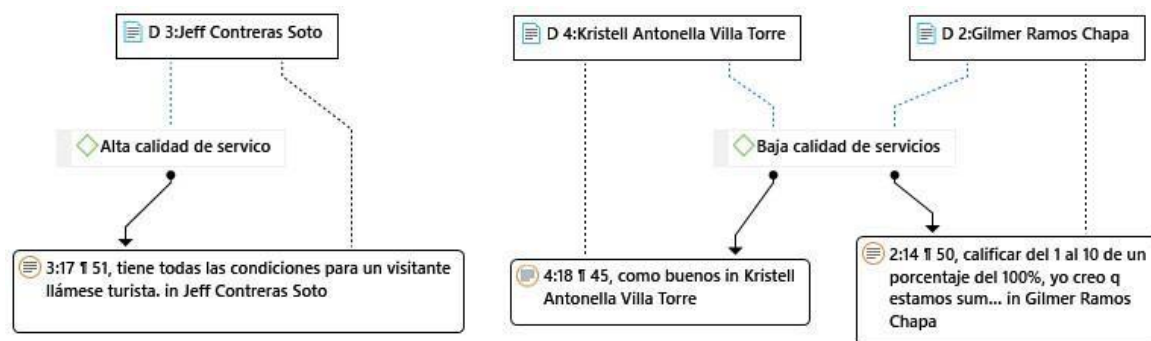 D 3:Jeff Contreras Soto
D 4:Kristell Antonella Villa Torre
D 2:Gilmer Ramos Chapa
Alta calidad de servico
Baja calidad de servicios
3:17 ¶ 51, tiene todas las condiciones para un visitante
llámese turista. in Jeff Contreras Soto
4:18 ¶ 45, como buenos in Kristell
Antonella Villa Torre
2:14 ¶ 50, calificar del 1 al 10 de un
porcentaje del 100%, yo creo q
estamos sum... in Gilmer Ramos
Chapa